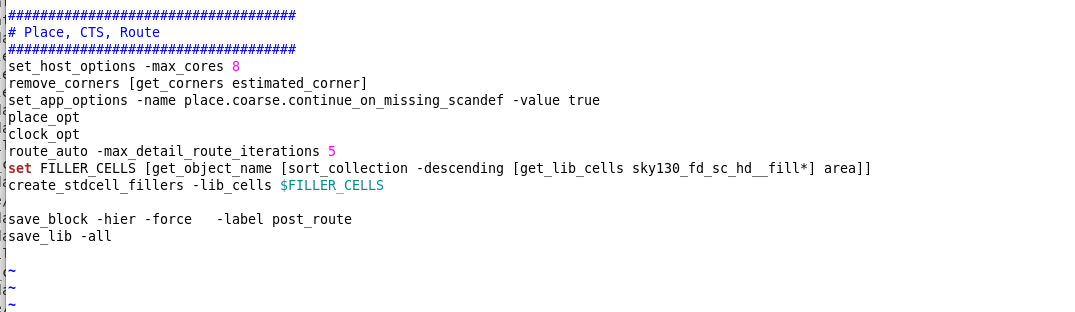 ####################################
# Place, CTS, Route
####################################
set_host_options -max_cores 8
remove_corners [get_corners estimated_corner]
set_app_options -name place.coarse.continue_on_missing_scandef -value true
place_opt
clock_opt
route_auto -max_detail_route_iterations 5
set FILLER_CELLS [get_object_name [sort_collection -descending [get_lib_cells sky130_fd_sc_hd__fill*] area]]
create_stdcell_fillers -lib_cells $FILLER_CELLS
save_block -hier -force   -label post_route
save_lib -all
~
~
~